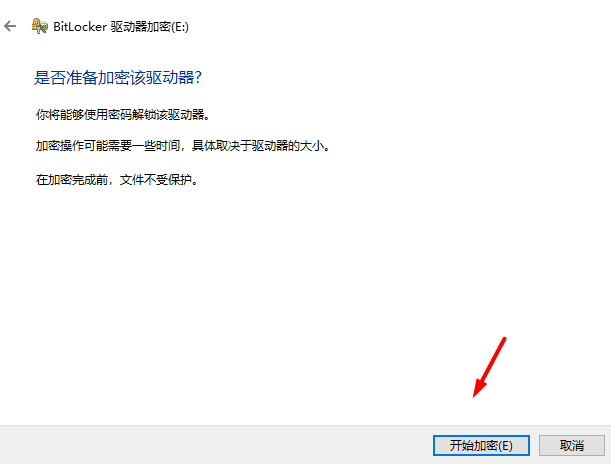 BitLocker 驱动器加密(E:)
是否准备加密该驱动器?
你将能够使用密码解锁该驱动器。
加密操作可能需要一些时间，具体取决于驱动器的大小。
在加密完成前，文件不受保护。
开始加密(E)
取消